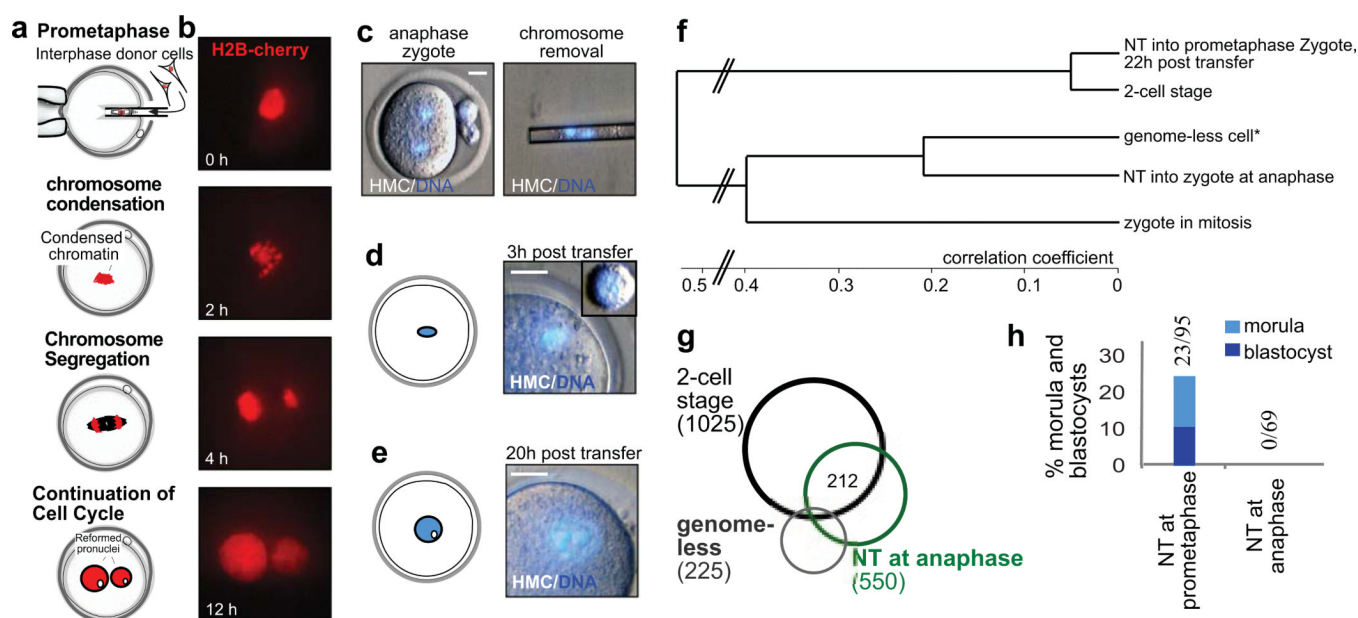 a
Prometaphase
Interphase donor cells
chromosome
condensation
Condensed
chromatin
Chromosome
Segregation
Continuation of
Cell Cycle
Reformed
pronuclei
b
H2B-cherry
0 h
2 h
4 h
12 h
c
anaphase
zygote
chromosome
removal
HMC/DNA
HMC/DNA
d
3h post transfer
HMC/DNA
e
20h post transfer
HMC/DNA
f
NT into prometaphase Zygote,
22h post transfer
2-cell stage
genome-less cell*
NT into zygote at anaphase
zygote in mitosis
correlation coefficient
0.5
0.4
0.3
0.2
0.1
0
g
2-cell
stage
(1025)
212
genome-
less
(225)
NT at anaphase
(550)
h
morula
blastocyst
% morula and
blastocysts
30
20
10
0
23/95
0/69
NT at
prometaphase
NT at
anaphase